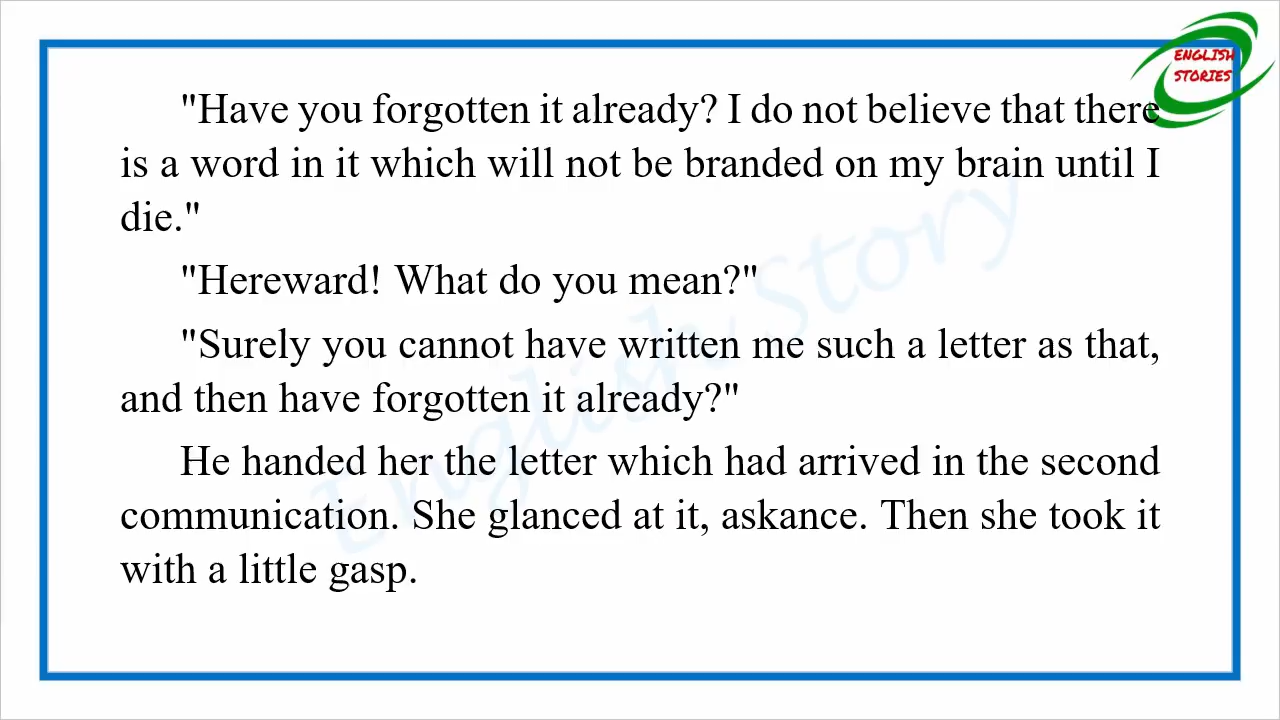 ENGLISH
STORIES
"Have you forgotten it already? I do not believe that there
is a word in it which will not be branded on my brain until I
die."
"Hereward! What do you mean?"
"Surely you cannot have written me such a letter as that,
and then have forgotten it already?"
He handed her the letter which had arrived in the second
communication. She glanced at it, askance. Then she took it
with a little gasp.
English Story